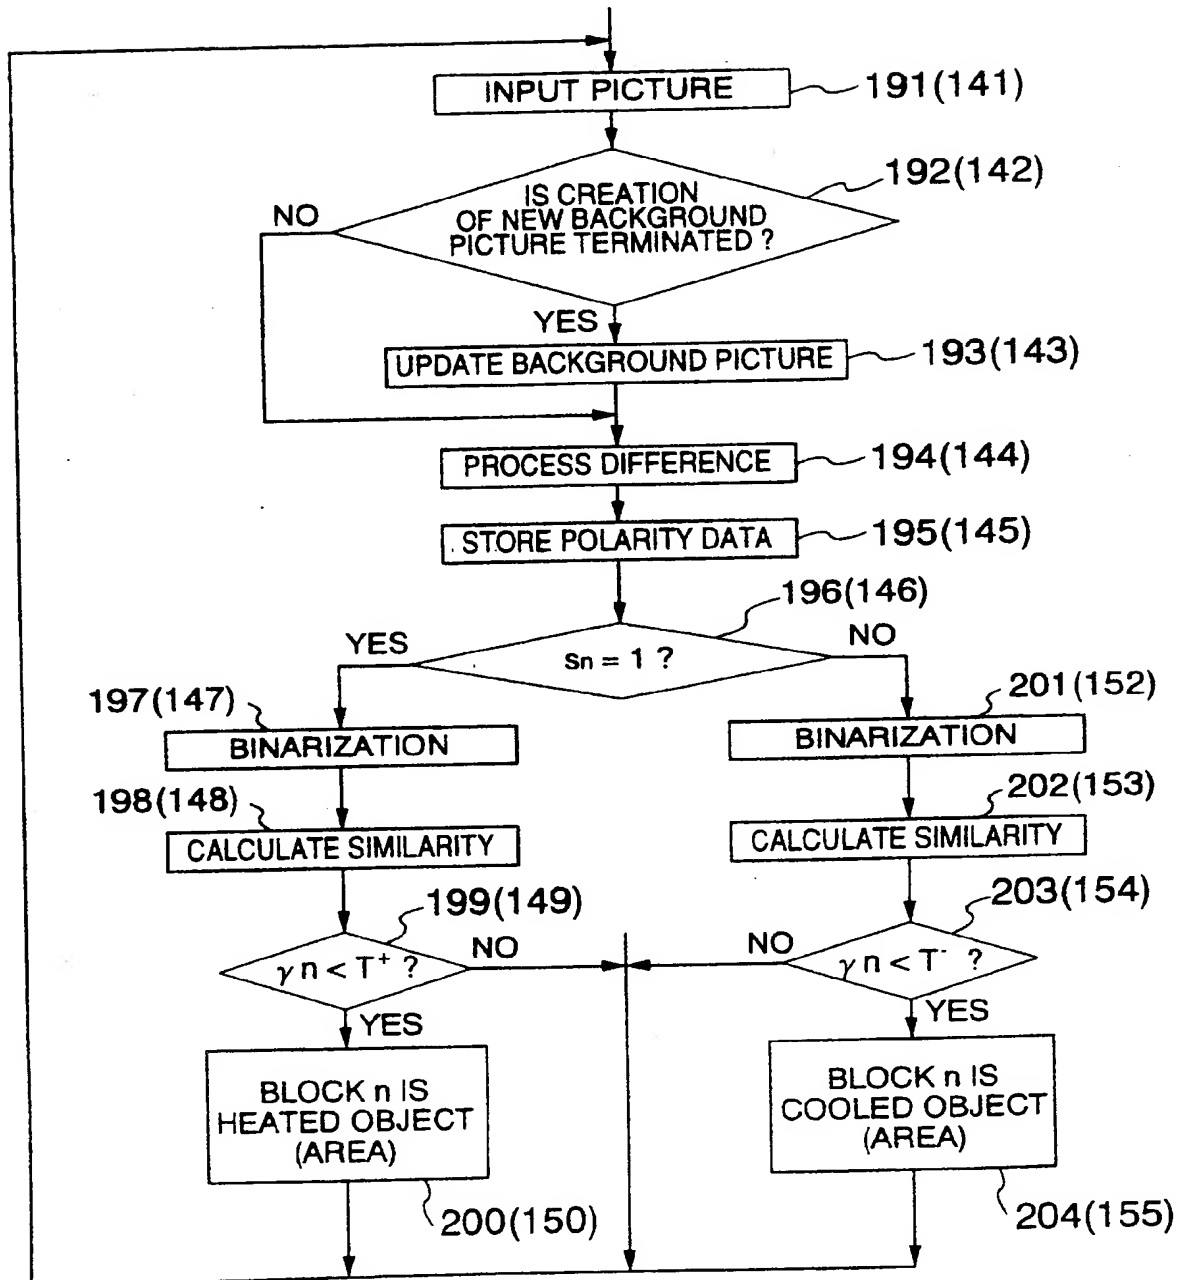 INPUT PICTURE
191(141)
192(142)
IS CREATION
OF NEW BACKGROUND
PICTURE TERMINATED ?
NO
YES
UPDATE BACKGROUND PICTURE
193(143)
PROCESS DIFFERENCE
194(144)
STORE POLARITY DATA
195(145)
196(146)
YES
sn = 1 ?
NO
197(147)
BINARIZATION
201(152)
BINARIZATION
198(148)
CALCULATE SIMILARITY
202(153)
CALCULATE SIMILARITY
199(149)
γ n < T⁺ ?
NO
203(154)
NO
γ n < T⁻ ?
YES
YES
BLOCK n IS
HEATED OBJECT
(AREA)
200(150)
BLOCK n IS
COOLED OBJECT
(AREA)
204(155)